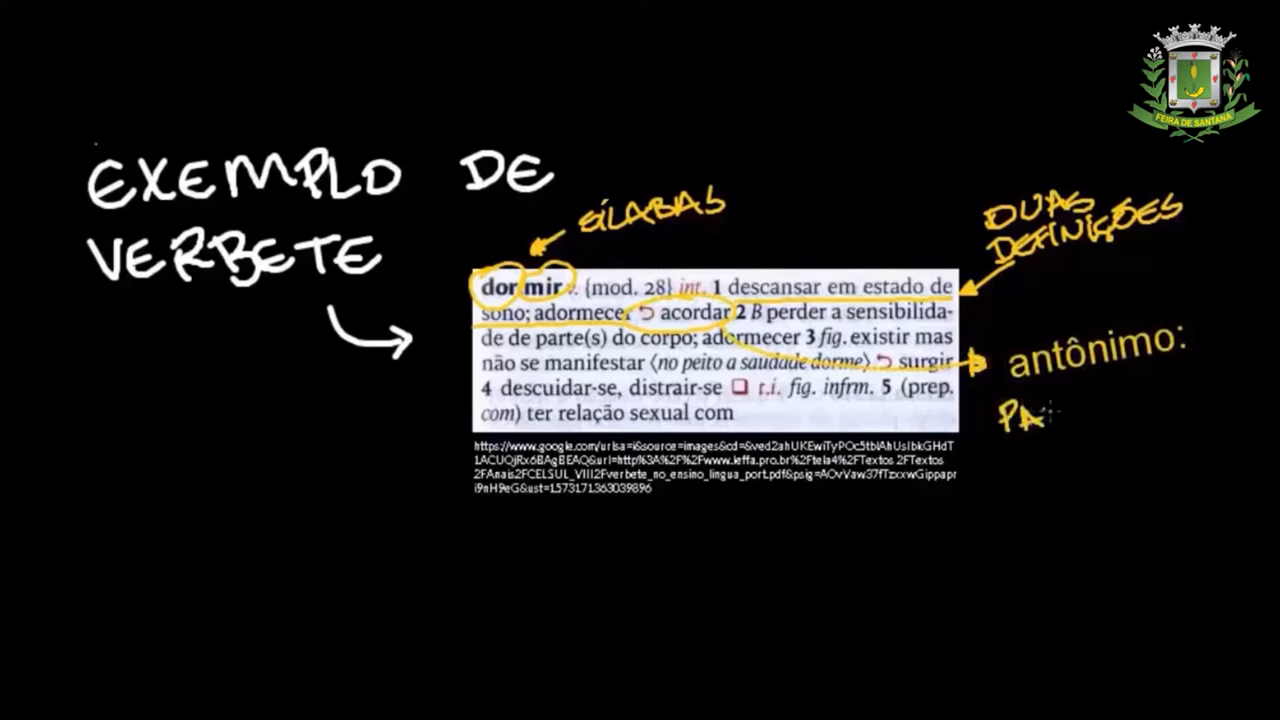 FEIRA DE SANTANA
EXEMPLO DE
VERBETE
SÍLABAS
DUAS
DEFINIÇÕES
dormir v. {mod. 28} int. 1 descansar em estado de
sono; adormecer ⊃ acordar 2 B perder a sensibilida-
de de parte(s) do corpo; adormecer 3 fig. existir mas
não se manifestar ⟨no peito a saudade dorme⟩ ⊃ surgir
4 descuidar-se, distrair-se ❑ t.i. fig. infrm. 5 (prep.
com) ter relação sexual com
antônimo:
PA